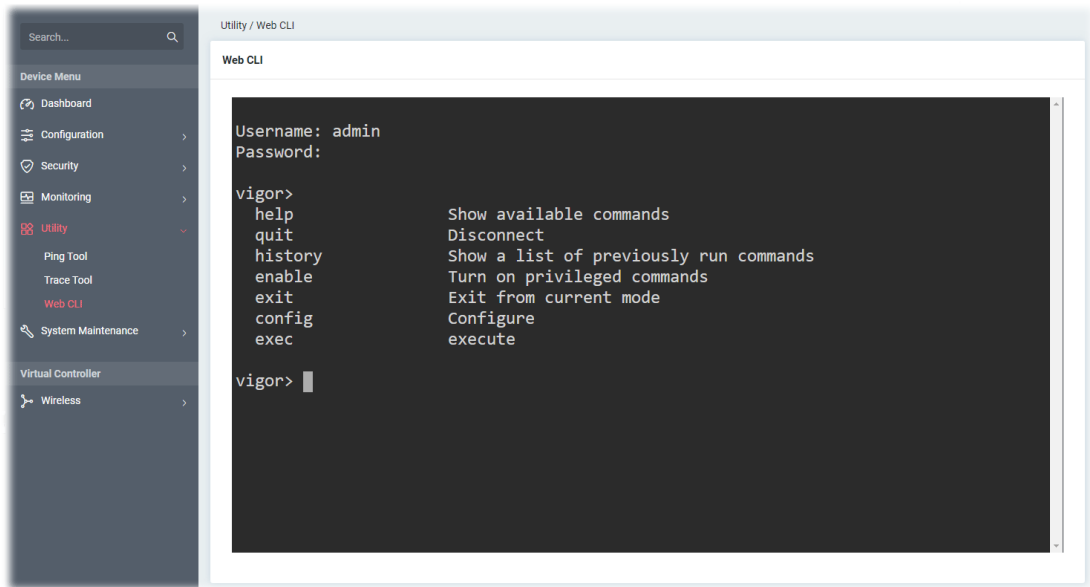 Search...
Device Menu
Dashboard
Configuration
Security
Monitoring
Utility
Ping Tool
Trace Tool
Web CLI
System Maintenance
Virtual Controller
Wireless
Utility / Web CLI
Web CLI
Username: admin
Password:
vigor>
help Show available commands
quit Disconnect
history Show a list of previously run commands
enable Turn on privileged commands
exit Exit from current mode
config Configure
exec execute
vigor>